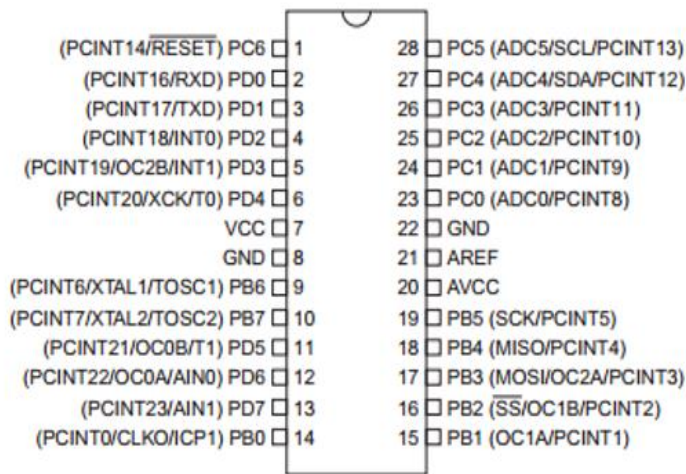 (PCINT14/RESET) PC6 1 28 PC5 (ADC5/SCL/PCINT13)
(PCINT16/RXD) PD0 2 27 PC4 (ADC4/SDA/PCINT12)
(PCINT17/TXD) PD1 3 26 PC3 (ADC3/PCINT11)
(PCINT18/INT0) PD2 4 25 PC2 (ADC2/PCINT10)
(PCINT19/OC2B/INT1) PD3 5 24 PC1 (ADC1/PCINT9)
(PCINT20/XCK/T0) PD4 6 23 PC0 (ADC0/PCINT8)
VCC 7 22 GND
GND 8 21 AREF
(PCINT6/XTAL1/TOSC1) PB6 9 20 AVCC
(PCINT7/XTAL2/TOSC2) PB7 10 19 PB5 (SCK/PCINT5)
(PCINT21/OC0B/T1) PD5 11 18 PB4 (MISO/PCINT4)
(PCINT22/OC0A/AIN0) PD6 12 17 PB3 (MOSI/OC2A/PCINT3)
(PCINT23/AIN1) PD7 13 16 PB2 (SS/OC1B/PCINT2)
(PCINT0/CLKO/ICP1) PB0 14 15 PB1 (OC1A/PCINT1)